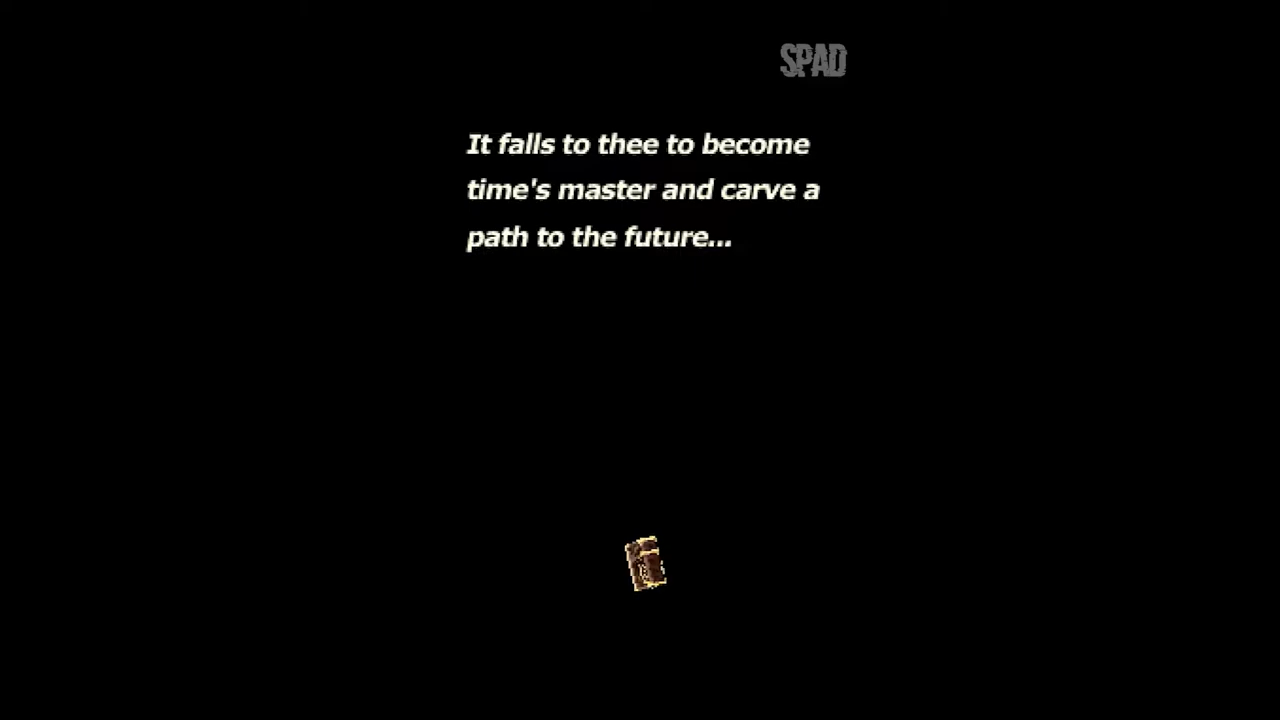 SPAD
It falls to thee to become
time's master and carve a
path to the future...